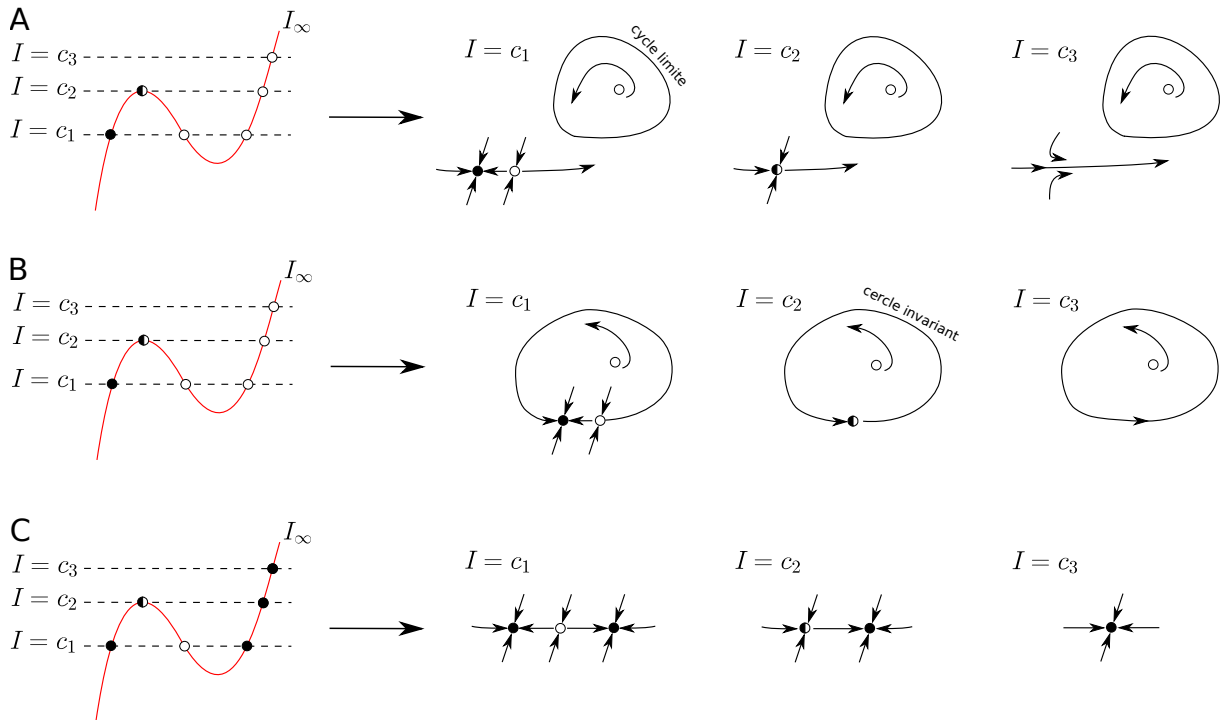 A
I∞
I = c₃
I = c₂
I = c₁
I = c₁
cycle limite
I = c₂
I = c₃
B
I∞
I = c₃
I = c₂
I = c₁
I = c₁
I = c₂
cercle invariant
I = c₃
C
I∞
I = c₃
I = c₂
I = c₁
I = c₁
I = c₂
I = c₃